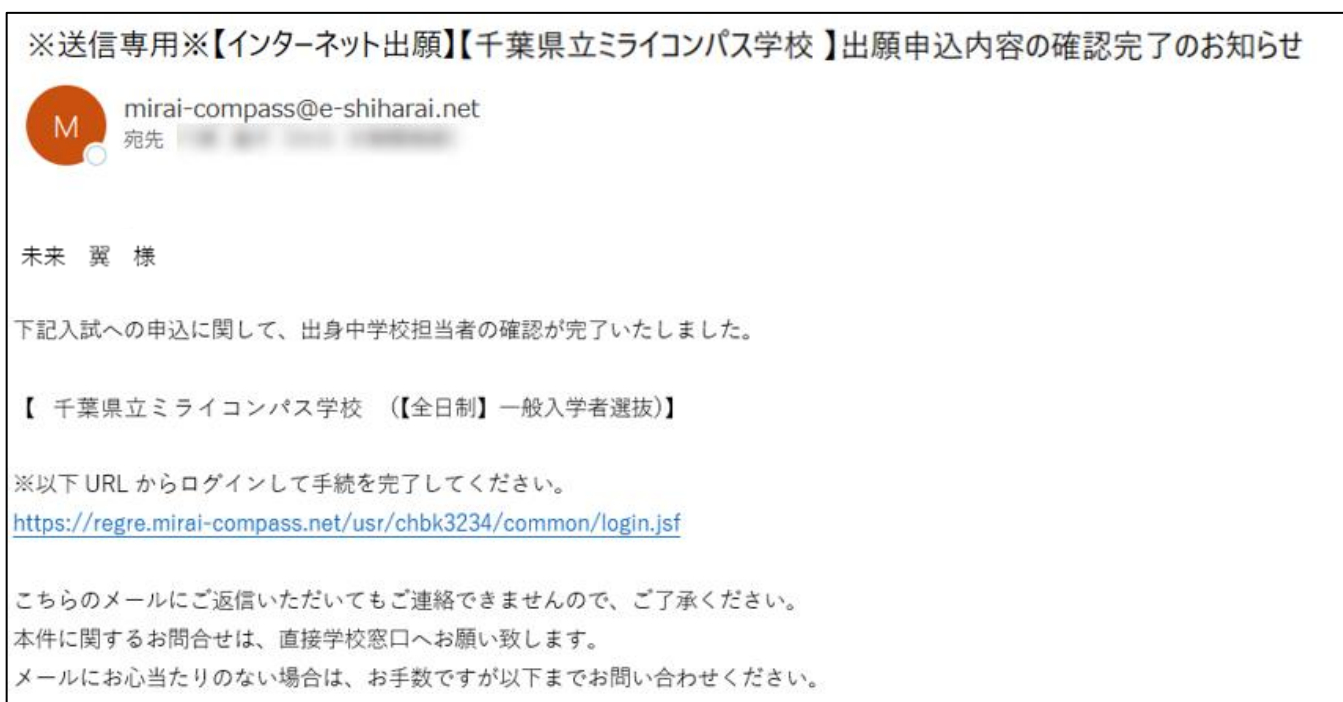 ※送信専用※【インターネット出願】【千葉県立ミライコンパス学校 】出願申込内容の確認完了のお知らせ
M
mirai-compass@e-shiharai.net
宛先
未来 翼 様
下記入試への申込に関して、出身中学校担当者の確認が完了いたしました。
【 千葉県立ミライコンパス学校 (【全日制】一般入学者選抜)】
※以下 URL からログインして手続を完了してください。
https://regre.mirai-compass.net/usr/chbk3234/common/login.jsf
こちらのメールにご返信いただいてもご連絡できませんので、ご了承ください。
本件に関するお問合せは、直接学校窓口へお願い致します。
メールにお心当たりのない場合は、お手数ですが以下までお問い合わせください。